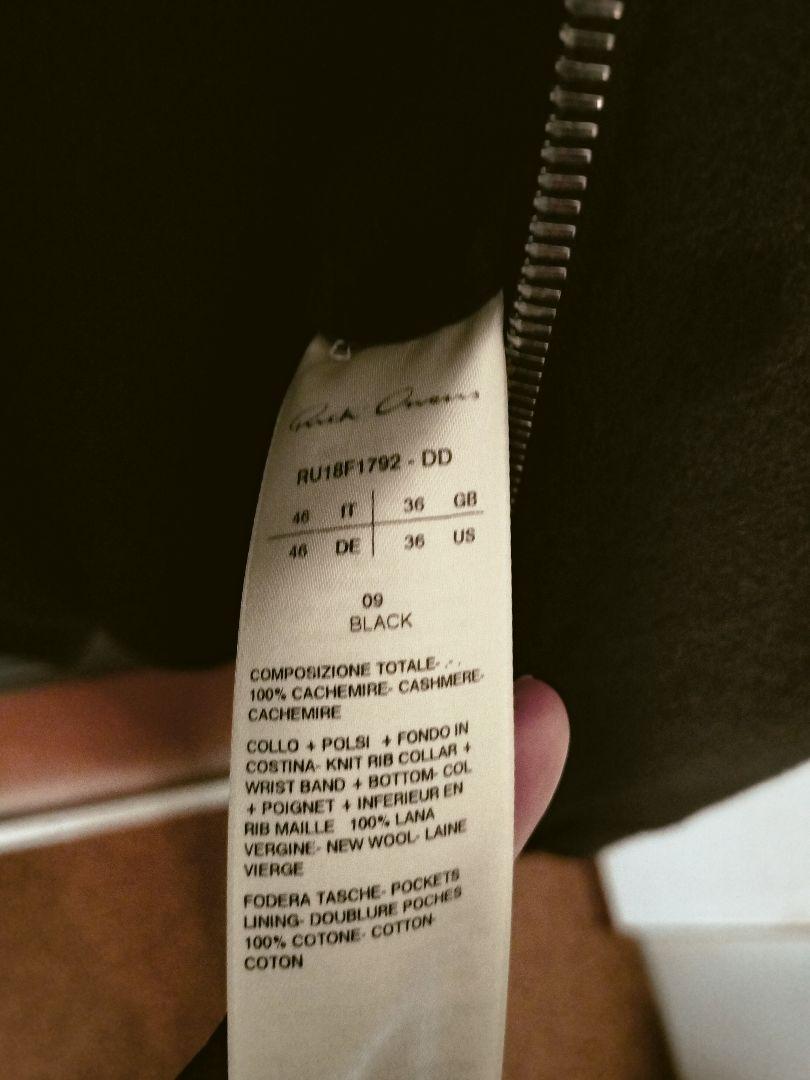 Rick Owens
RU18F1792 - DD
46 IT 36 GB
46 DE 36 US
09
BLACK
COMPOSIZIONE TOTALE-
100% CACHEMIRE- CASHMERE-
CACHEMIRE
COLLO + POLSI + FONDO IN
COSTINA- KNIT RIB COLLAR +
WRIST BAND + BOTTOM- COL
+ POIGNET + INFERIEUR EN
RIB MAILLE 100% LANA
VERGINE- NEW WOOL- LAINE
VIERGE
FODERA TASCHE- POCKETS
LINING- DOUBLURE POCHES
100% COTONE- COTTON-
COTON